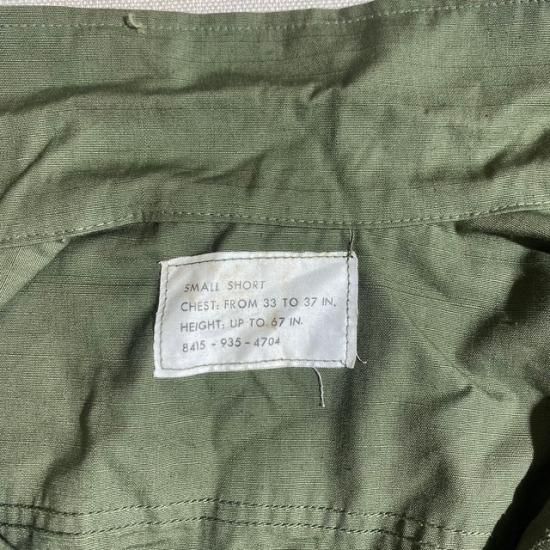 SMALL SHORT
CHEST: FROM 33 TO 37 IN.
HEIGHT: UP TO 67 IN.
8415 - 935 - 4704